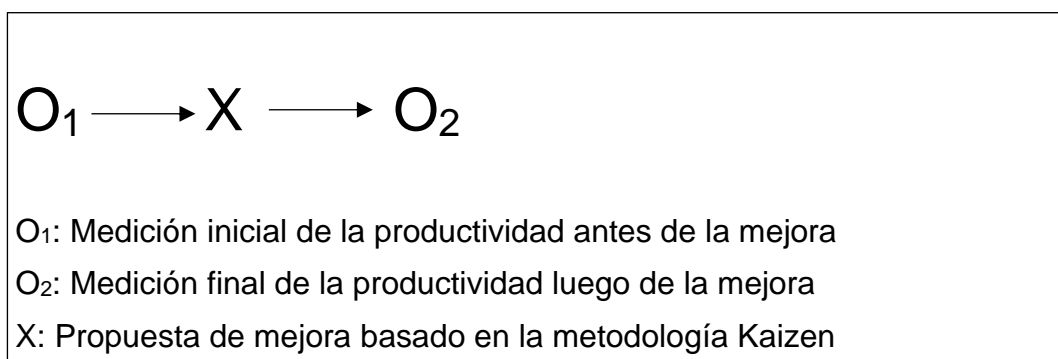 O₁ → X → O₂
O₁: Medición inicial de la productividad antes de la mejora
O₂: Medición final de la productividad luego de la mejora
X: Propuesta de mejora basado en la metodología Kaizen